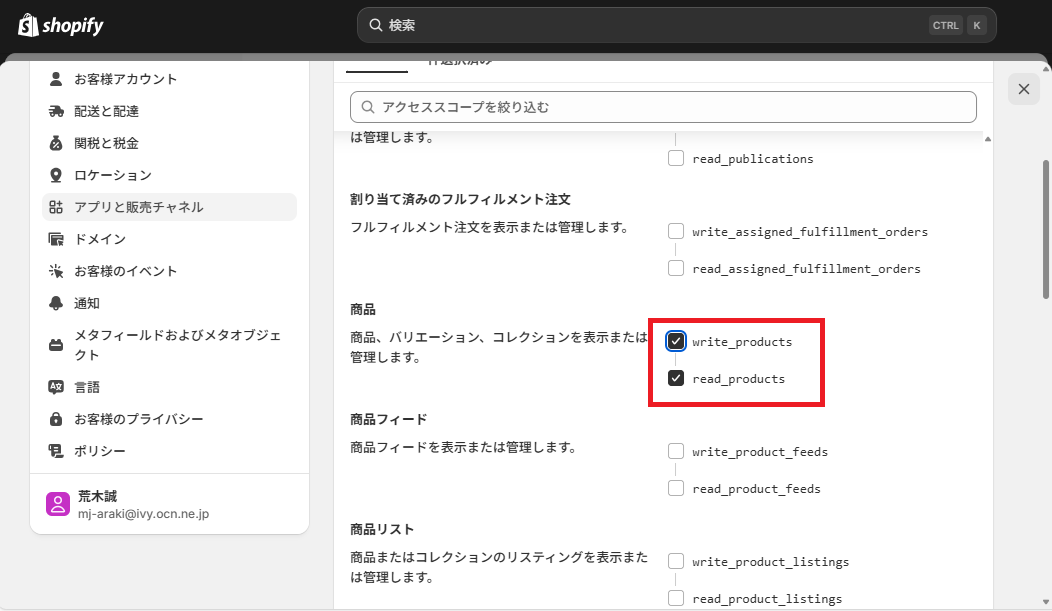 shopify
検索
CTRL
K
お客様アカウント
配送と配達
関税と税金
ロケーション
アプリと販売チャネル
ドメイン
お客様のイベント
通知
メタフィールドおよびメタオブジェ
クト
言語
お客様のプライバシー
ポリシー
荒木誠
mj-araki@ivy.ocn.ne.jp
アクセススコープを絞り込む
は管理します。
read_publications
割り当て済みのフルフィルメント注文
フルフィルメント注文を表示または管理します。
write_assigned_fulfillment_orders
read_assigned_fulfillment_orders
商品
商品、バリエーション、コレクションを表示または
管理します。
write_products
read_products
商品フィード
商品フィードを表示または管理します。
write_product_feeds
read_product_feeds
商品リスト
商品またはコレクションのリスティングを表示また
は管理します。
write_product_listings
read_product_listings